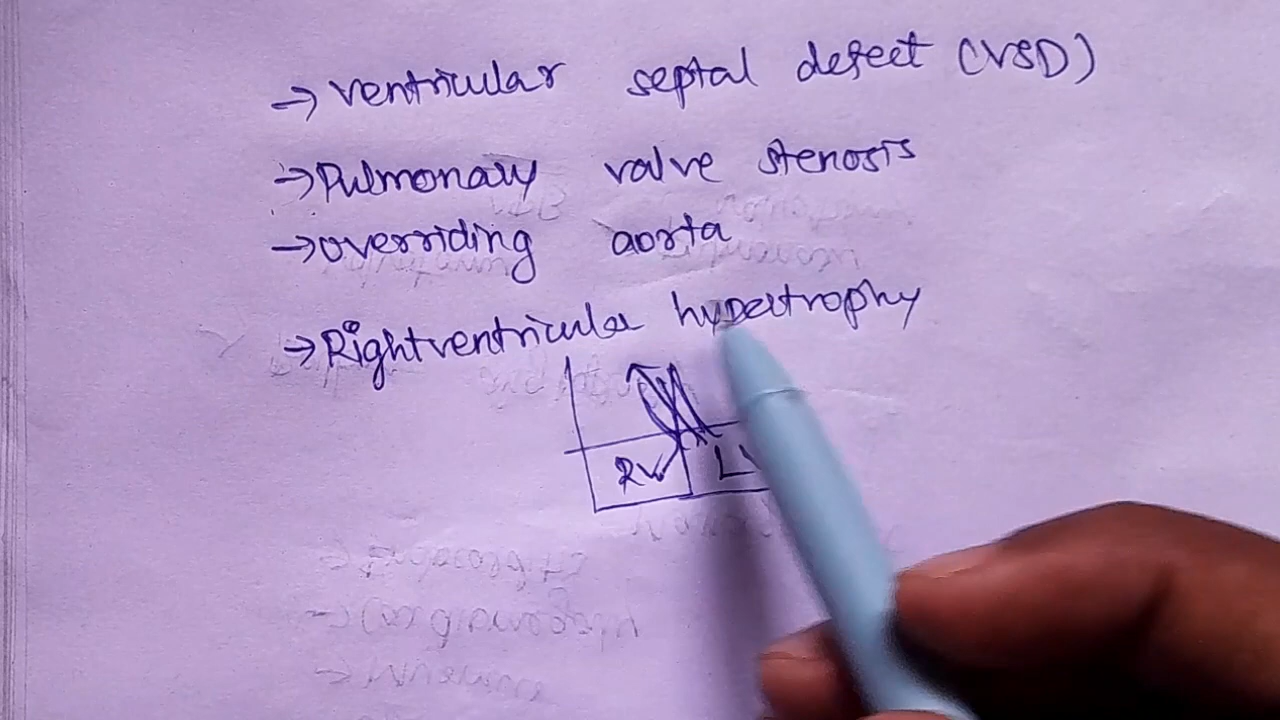 → ventricular septal defect (VSD)
→ Pulmonary valve stenosis
→ overriding aorta
→ Right ventricular hypertrophy
RV L